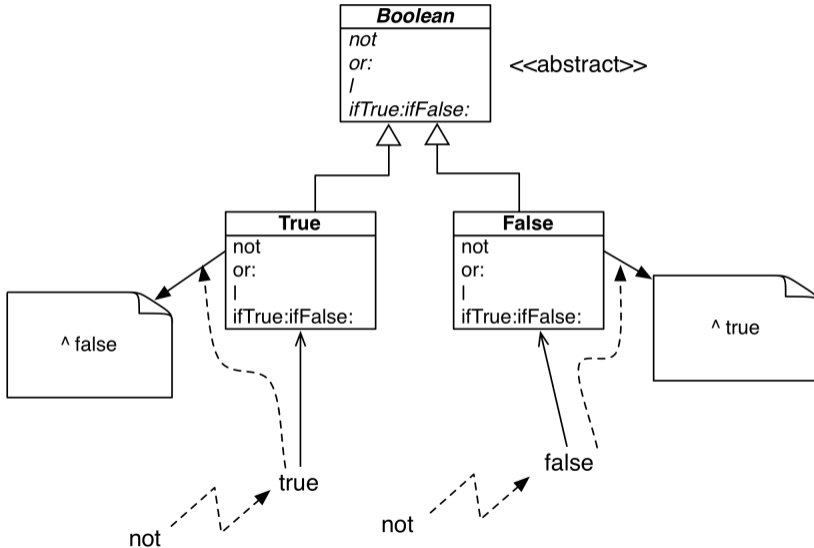 Boolean
not
or:
|
ifTrue:ifFalse:
<<abstract>>
True
not
or:
|
ifTrue:ifFalse:
False
not
or:
|
ifTrue:ifFalse:
^ false
^ true
true
false
not
not